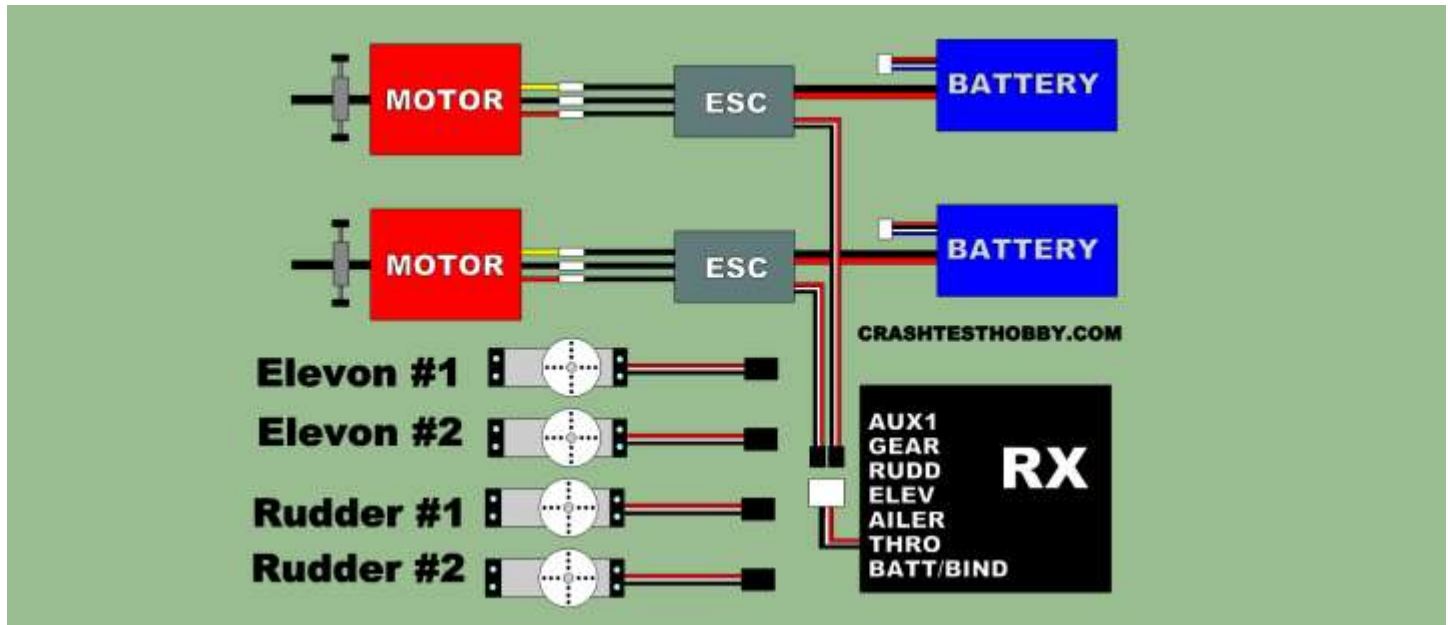 MOTOR
ESC
BATTERY
MOTOR
ESC
BATTERY
CRASHTESTHOBBY.COM
Elevon #1
Elevon #2
Rudder #1
Rudder #2
AUX1
GEAR
RUDD
ELEV
AILER
THRO
BATT/BIND
RX